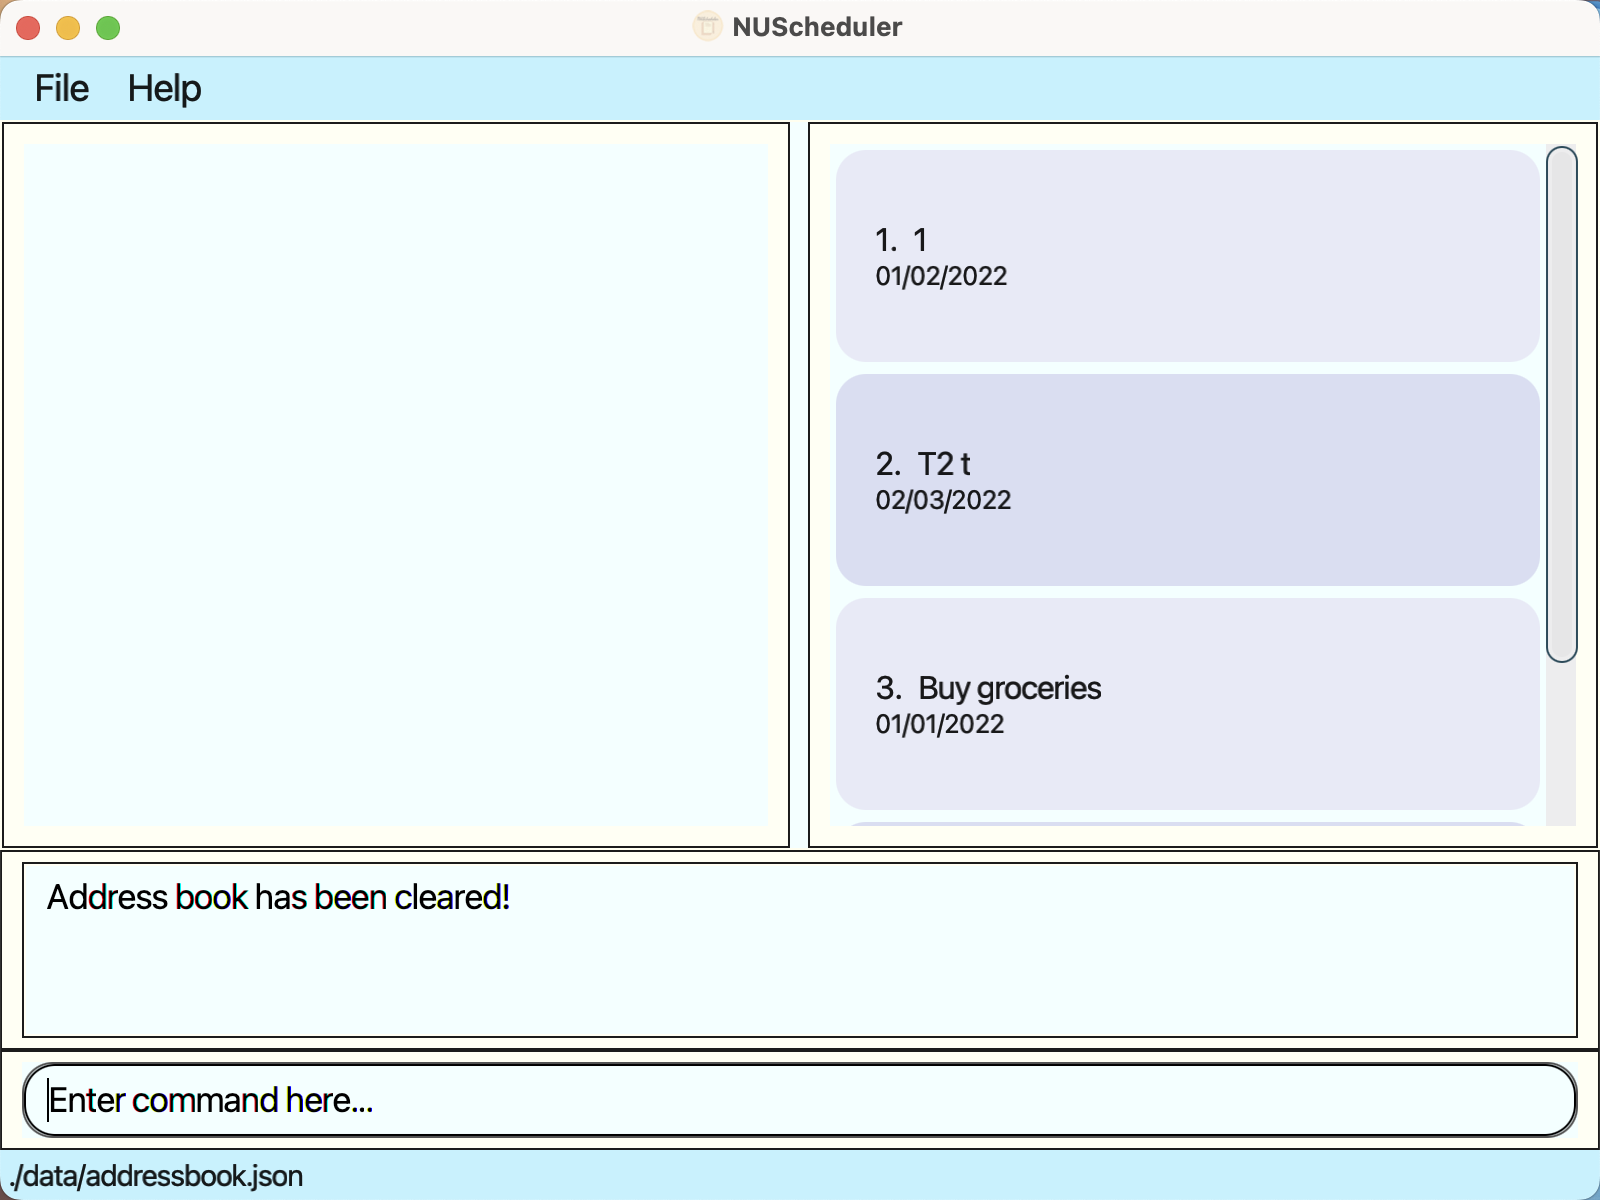 NUScheduler
File Help
1. 1
01/02/2022
2. T2 t
02/03/2022
3. Buy groceries
01/01/2022
Address book has been cleared!
Enter command here...
./data/addressbook.json